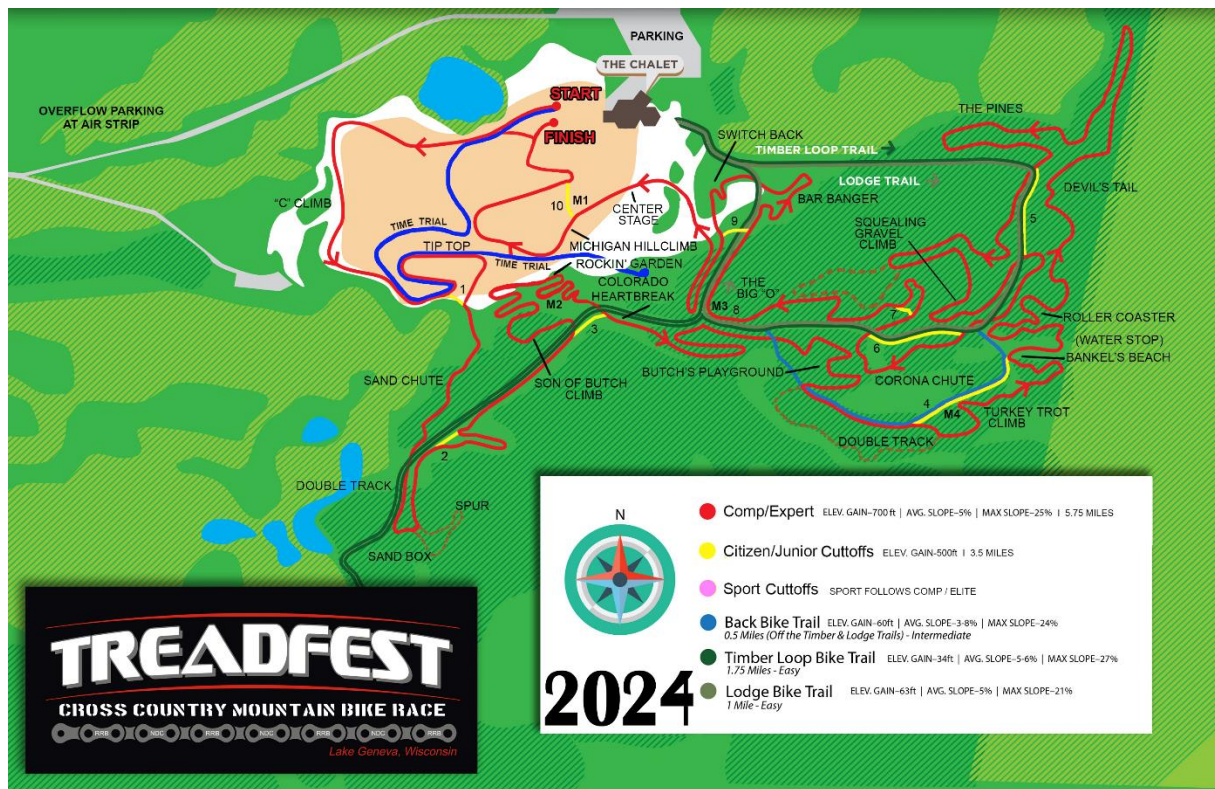 PARKING
THE CHALET
OVERFLOW PARKING
AT AIR STRIP
START
FINISH
THE PINES
SWITCH BACK
TIMBER LOOP TRAIL
LODGE TRAIL
DEVIL'S TAIL
BAR BANGER
"C" CLIMB
10
M1
CENTER
STAGE
9
5
SQUEALING
GRAVEL
CLIMB
TIME TRIAL
TIP TOP
MICHIGAN HILLCLIMB
TIME TRIAL
ROCKIN' GARDEN
COLORADO
HEARTBREAK
THE
BIG "O"
1
M2
M3
8
7
3
6
ROLLER COASTER
(WATER STOP)
BANKEL'S BEACH
SAND CHUTE
SON OF BUTCH
CLIMB
BUTCH'S PLAYGROUND
CORONA CHUTE
4
M4
TURKEY TROT
CLIMB
DOUBLE TRACK
2
DOUBLE TRACK
SPUR
SAND BOX
N
2024
Comp/Expert ELEV. GAIN–700 ft | AVG. SLOPE–5% | MAX SLOPE–25% I 5.75 MILES
Citizen/Junior Cuttoffs ELEV. GAIN-500ft I 3.5 MILES
Sport Cuttoffs SPORT FOLLOWS COMP / ELITE
Back Bike Trail ELEV. GAIN–60ft | AVG. SLOPE–3-8% | MAX SLOPE–24%
0.5 Miles (Off the Timber & Lodge Trails) - Intermediate
Timber Loop Bike Trail ELEV. GAIN–34ft | AVG. SLOPE–5-6% | MAX SLOPE–27%
1.75 Miles - Easy
Lodge Bike Trail ELEV. GAIN–63ft | AVG. SLOPE–5% | MAX SLOPE–21%
1 Mile - Easy
TREADFEST
CROSS COUNTRY MOUNTAIN BIKE RACE
RRB NDC RRB NDC RRB NDC RRB
Lake Geneva, Wisconsin